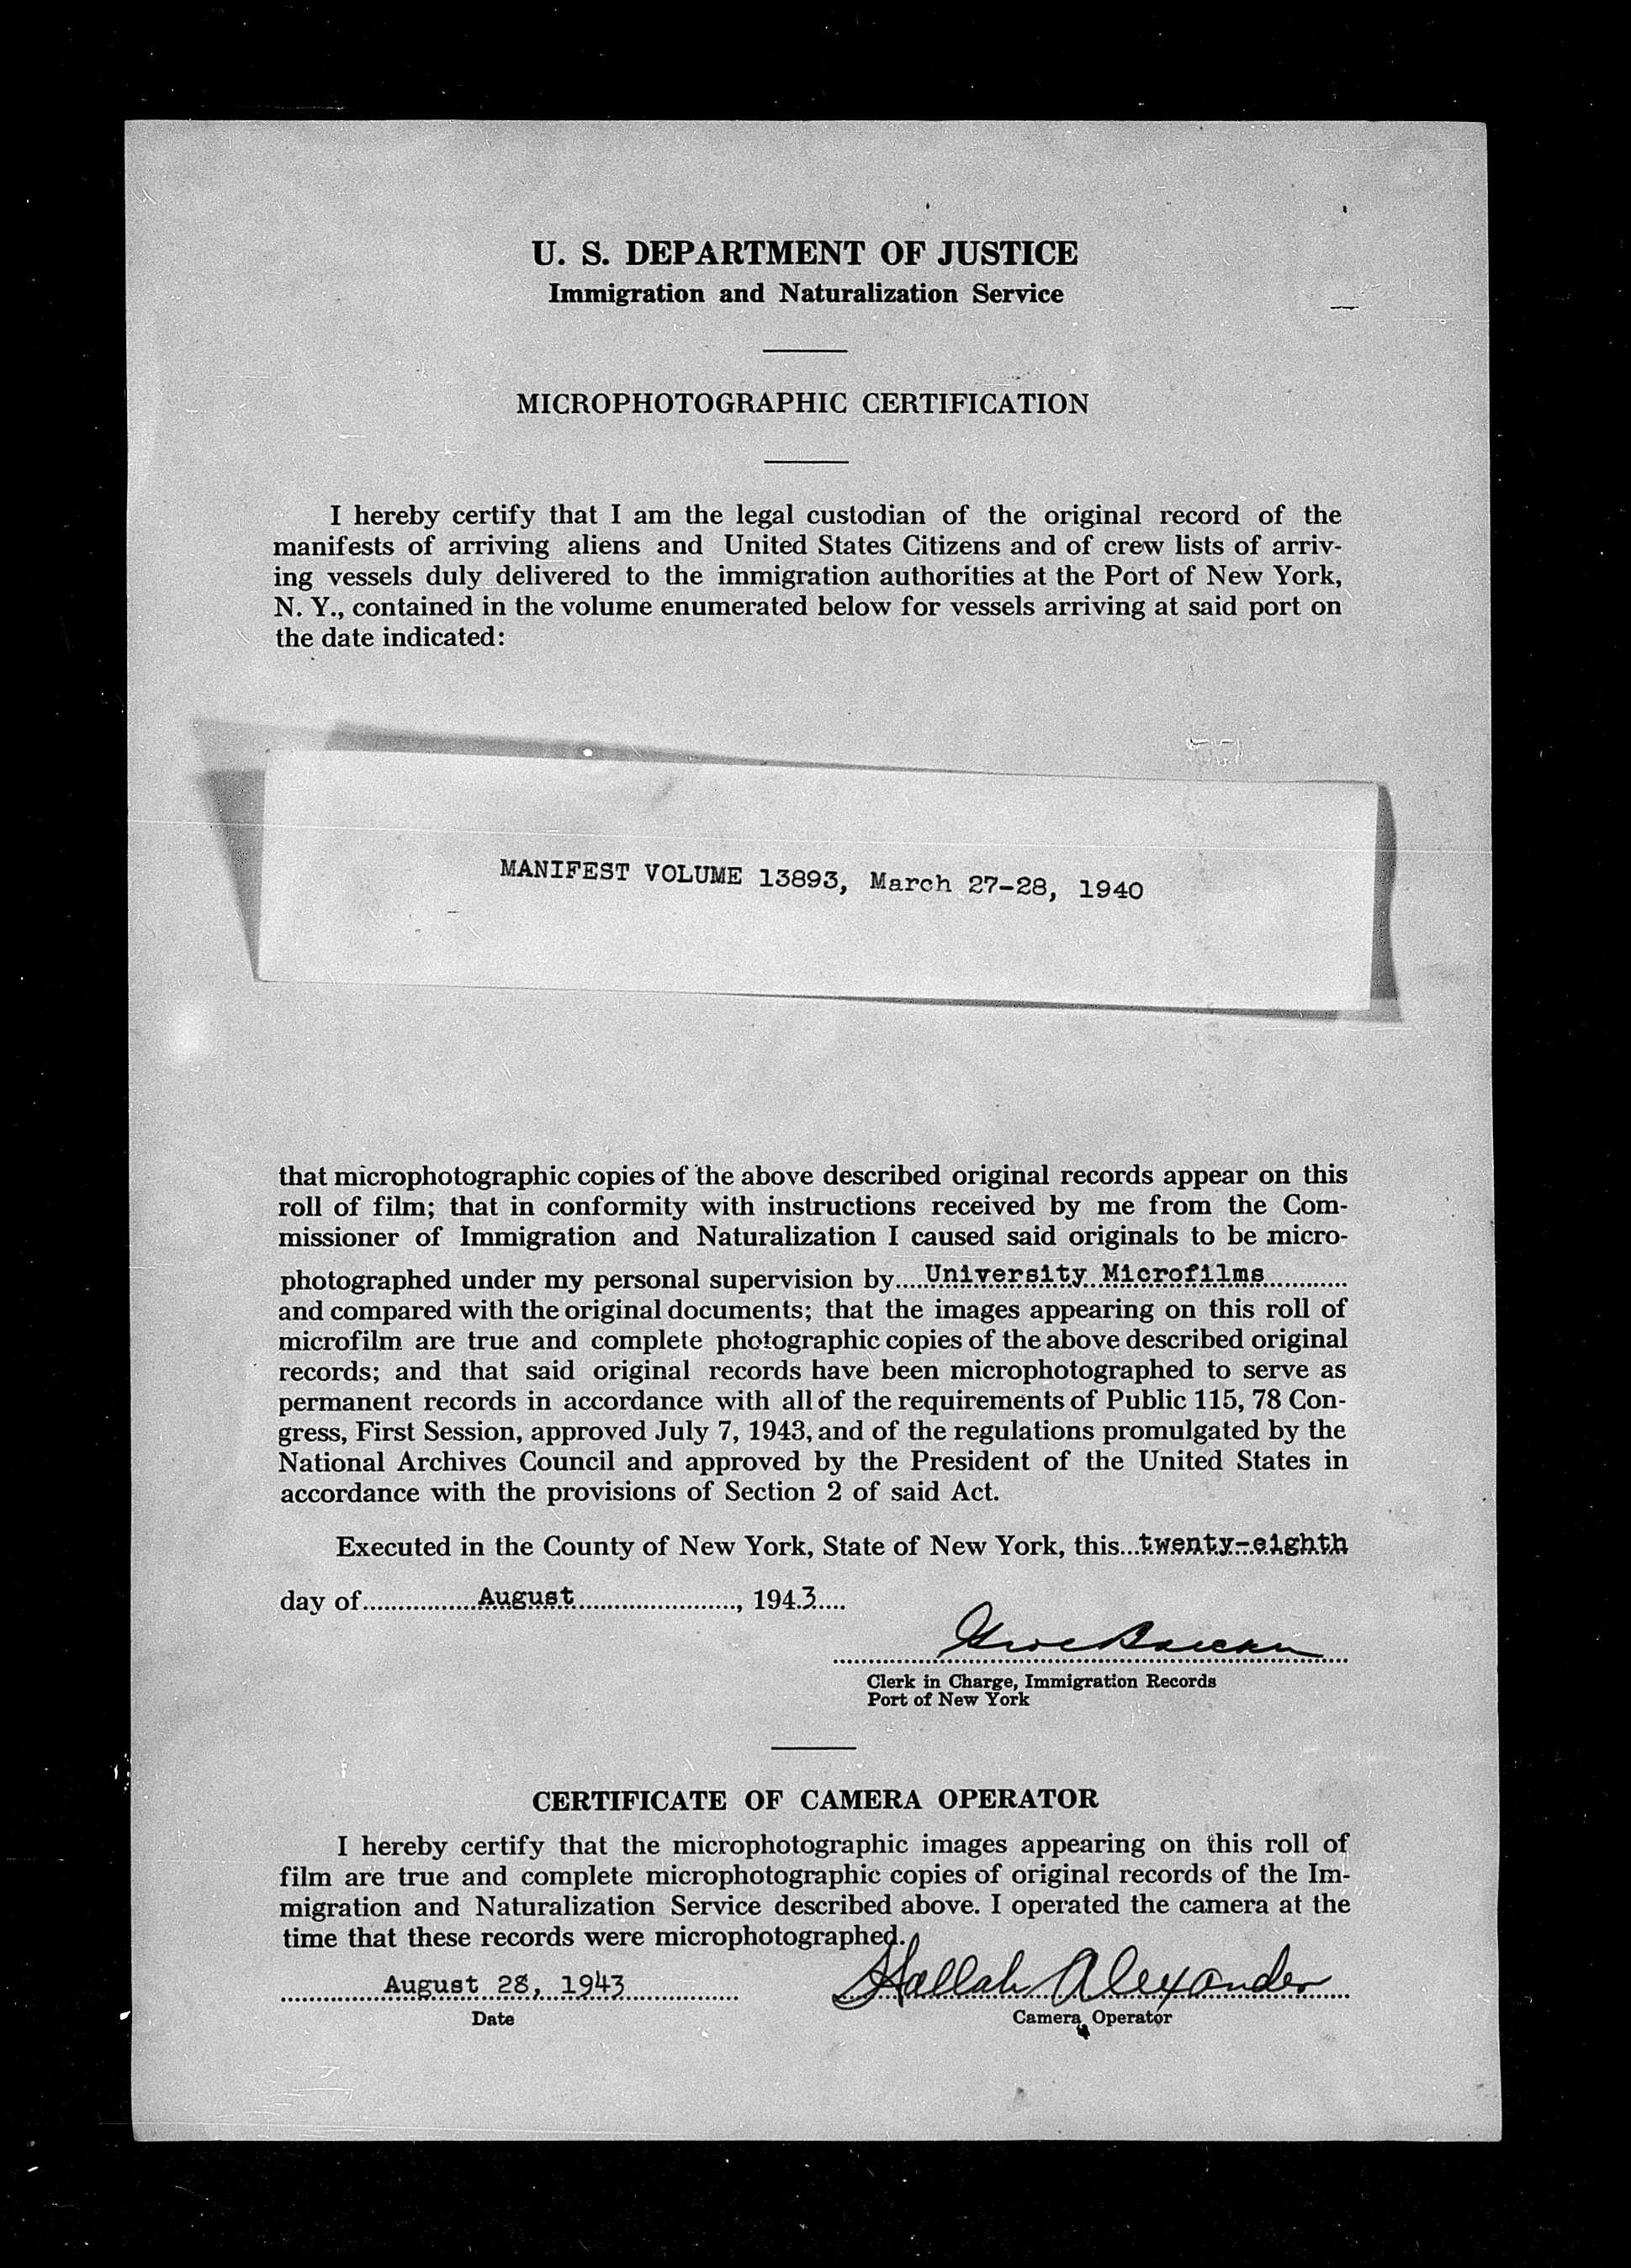 U. S. DEPARTMENT OF JUSTICE
Immigration and Naturalization Service
MICROPHOTOGRAPHIC CERTIFICATION
I hereby certify that I am the legal custodian of the original record of the
manifests of arriving aliens and United States Citizens and of crew lists of arriv-
ing vessels duly delivered to the immigration authorities at the Port of New York,
N. Y., contained in the volume enumerated below for vessels arriving at said port on
the date indicated:
MANIFEST VOLUME 13893, March 27-28, 1940
that microphotographic copies of the above described original records appear on this
roll of film; that in conformity with instructions received by me from the Com-
missioner of Immigration and Naturalization I caused said originals to be micro-
photographed under my personal supervision by.....University Microfilms............
and compared with the original documents; that the images appearing on this roll of
microfilm are true and complete photographic copies of the above described original
records; and that said original records have been microphotographed to serve as
permanent records in accordance with all of the requirements of Public 115, 78 Con-
gress, First Session, approved July 7, 1943, and of the regulations promulgated by the
National Archives Council and approved by the President of the United States in
accordance with the provisions of Section 2 of said Act.
Executed in the County of New York, State of New York, this...twenty-eighth
day of................August......................., 1943....
Clerk in Charge, Immigration Records
Port of New York
CERTIFICATE OF CAMERA OPERATOR
I hereby certify that the microphotographic images appearing on this roll of
film are true and complete microphotographic copies of original records of the Im-
migration and Naturalization Service described above. I operated the camera at the
time that these records were microphotographed.
August 28, 1943 Hallah Alexander
Date Camera Operator